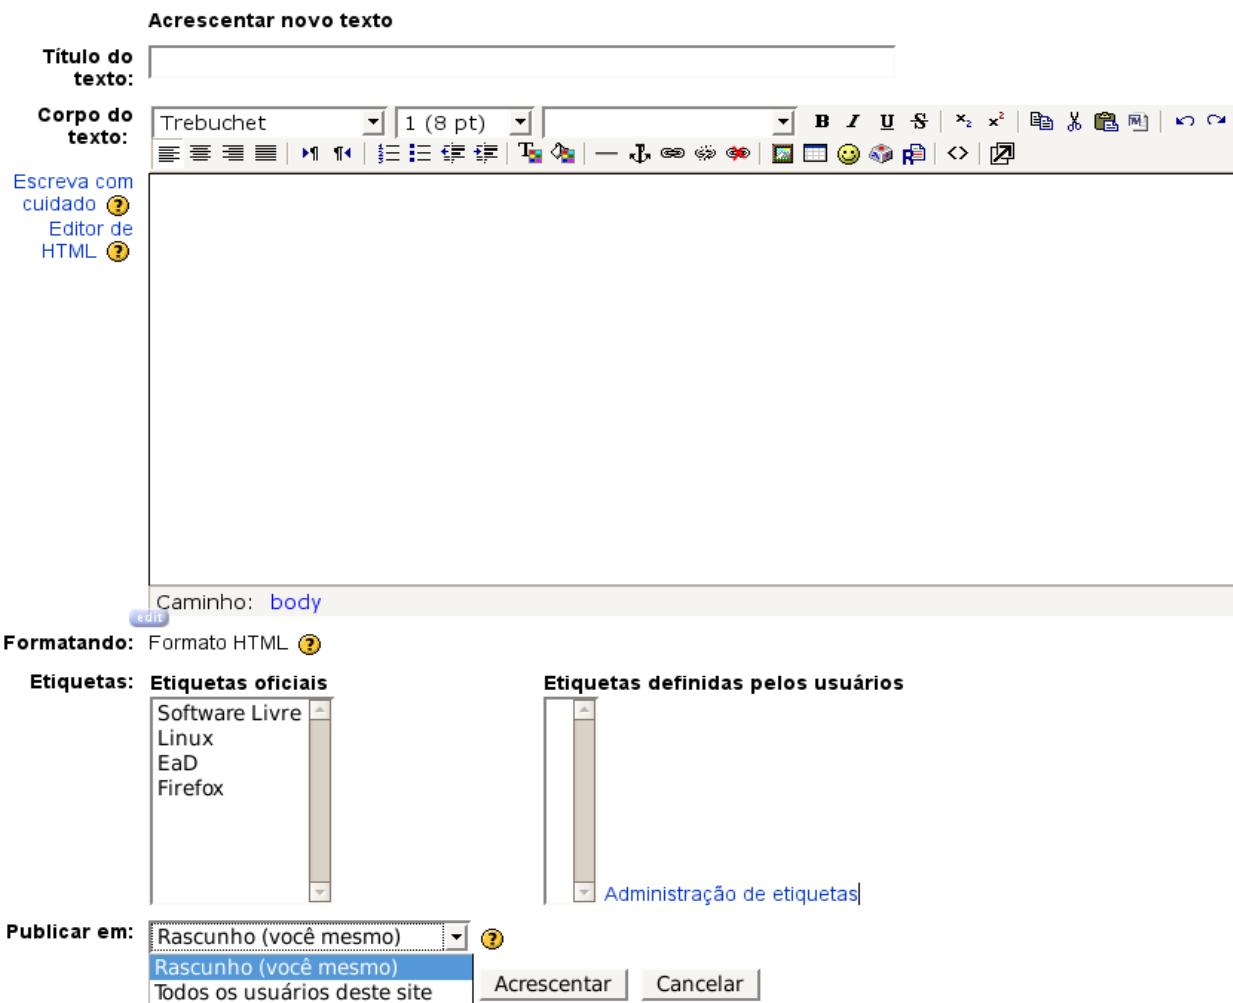 Acrescentar novo texto
Título do
texto:
Corpo do
texto:
Trebuchet
1 (8 pt)
B I U S x₂ x²
Escreva com
cuidado ?
Editor de
HTML ?
Caminho: body
edit
Formatando: Formato HTML ?
Etiquetas: Etiquetas oficiais
Etiquetas definidas pelos usuários
Software Livre
Linux
EaD
Firefox
Administração de etiquetas
Publicar em: Rascunho (você mesmo) ?
Rascunho (você mesmo)
Todos os usuários deste site
Acrescentar Cancelar